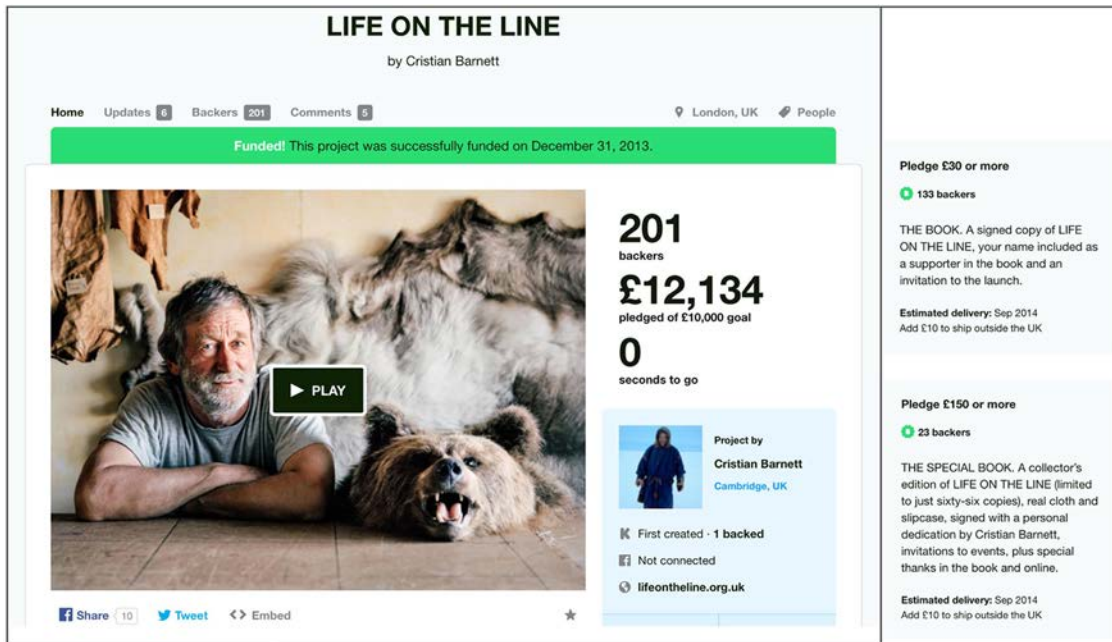 LIFE ON THE LINE
by Cristian Barnett
Home Updates 6 Backers 201 Comments 5 London, UK People
Funded! This project was successfully funded on December 31, 2013.
PLAY
201
backers
£12,134
pledged of £10,000 goal
0
seconds to go
Project by
Cristian Barnett
Cambridge, UK
First created · 1 backed
Not connected
lifeontheline.org.uk
Share 10 Tweet Embed
Pledge £30 or more
133 backers
THE BOOK. A signed copy of LIFE
ON THE LINE, your name included as
a supporter in the book and an
invitation to the launch.
Estimated delivery: Sep 2014
Add £10 to ship outside the UK
Pledge £150 or more
23 backers
THE SPECIAL BOOK. A collector's
edition of LIFE ON THE LINE (limited
to just sixty-six copies), real cloth and
slipcase, signed with a personal
dedication by Cristian Barnett,
invitations to events, plus special
thanks in the book and online.
Estimated delivery: Sep 2014
Add £10 to ship outside the UK